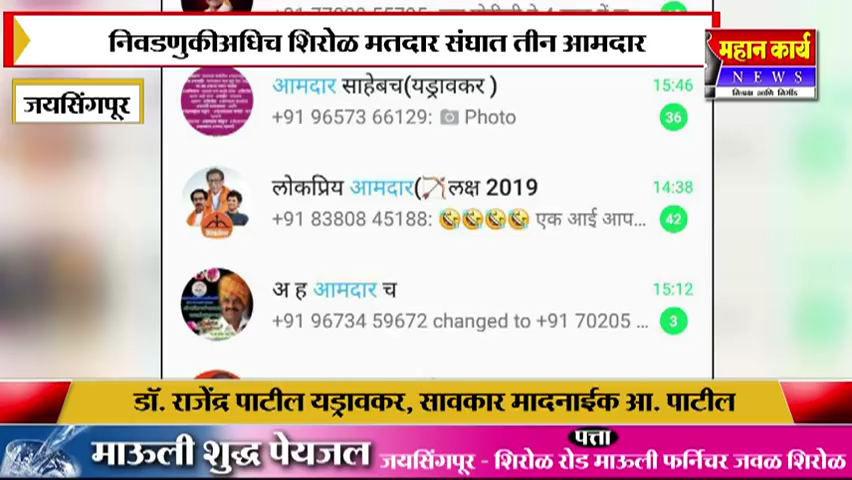 निवडणुकीअधिच शिरोळ मतदार संघात तीन आमदार
महान कार्य
NEWS
जयसिंगपूर
आमदार साहेबच(यड्रावकर )
15:46
+91 96573 66129: Photo
36
लोकप्रिय आमदार(🏹लक्ष 2019
14:38
+91 83808 45188: 🤣🤣🤣🤣 एक आई आप...
42
अ ह आमदार च
15:12
+91 96734 59672 changed to +91 70205 ...
3
डॉ. राजेंद्र पाटील यड्रावकर, सावकार मादनाईक आ. पाटील
माऊली शुद्ध पेयजल
पत्ता
जयसिंगपूर - शिरोळ रोड माऊली फर्निचर जवळ शिरोळ